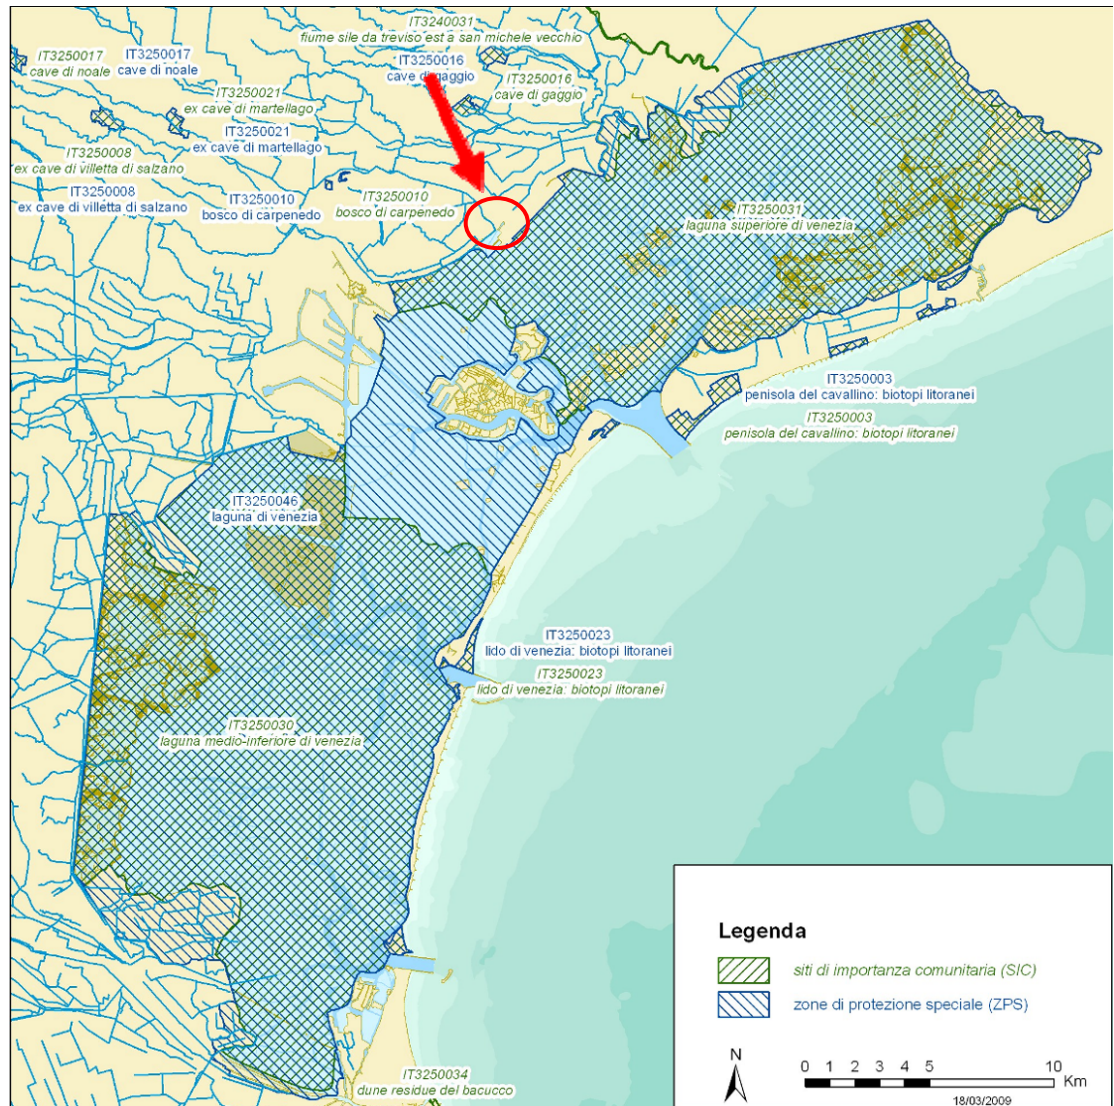 IT3240031
fiume sile da treviso est a san michele vecchio
IT3250017
cave di noale
IT3250017
cave di noale
IT3250016
cave di gaggio
IT3250016
cave di gaggio
IT3250021
ex cave di martellago
IT3250021
ex cave di martellago
IT3250008
ex cave di villetta di salzano
IT3250008
ex cave di villetta di salzano
IT3250010
bosco di carpenedo
IT3250010
bosco di carpenedo
IT3250031
laguna superiore di venezia
IT3250003
penisola del cavallino: biotopi litoranei
IT3250003
penisola del cavallino: biotopi litoranei
IT3250046
laguna di venezia
IT3250023
lido di venezia: biotopi litoranei
IT3250023
lido di venezia: biotopi litoranei
IT3250030
laguna medio-inferiore di venezia
IT3250034
dune residue del bacucco
Legenda
siti di importanza comunitaria (SIC)
zone di protezione speciale (ZPS)
N
0 1 2 3 4 5 10
Km
18/03/2009